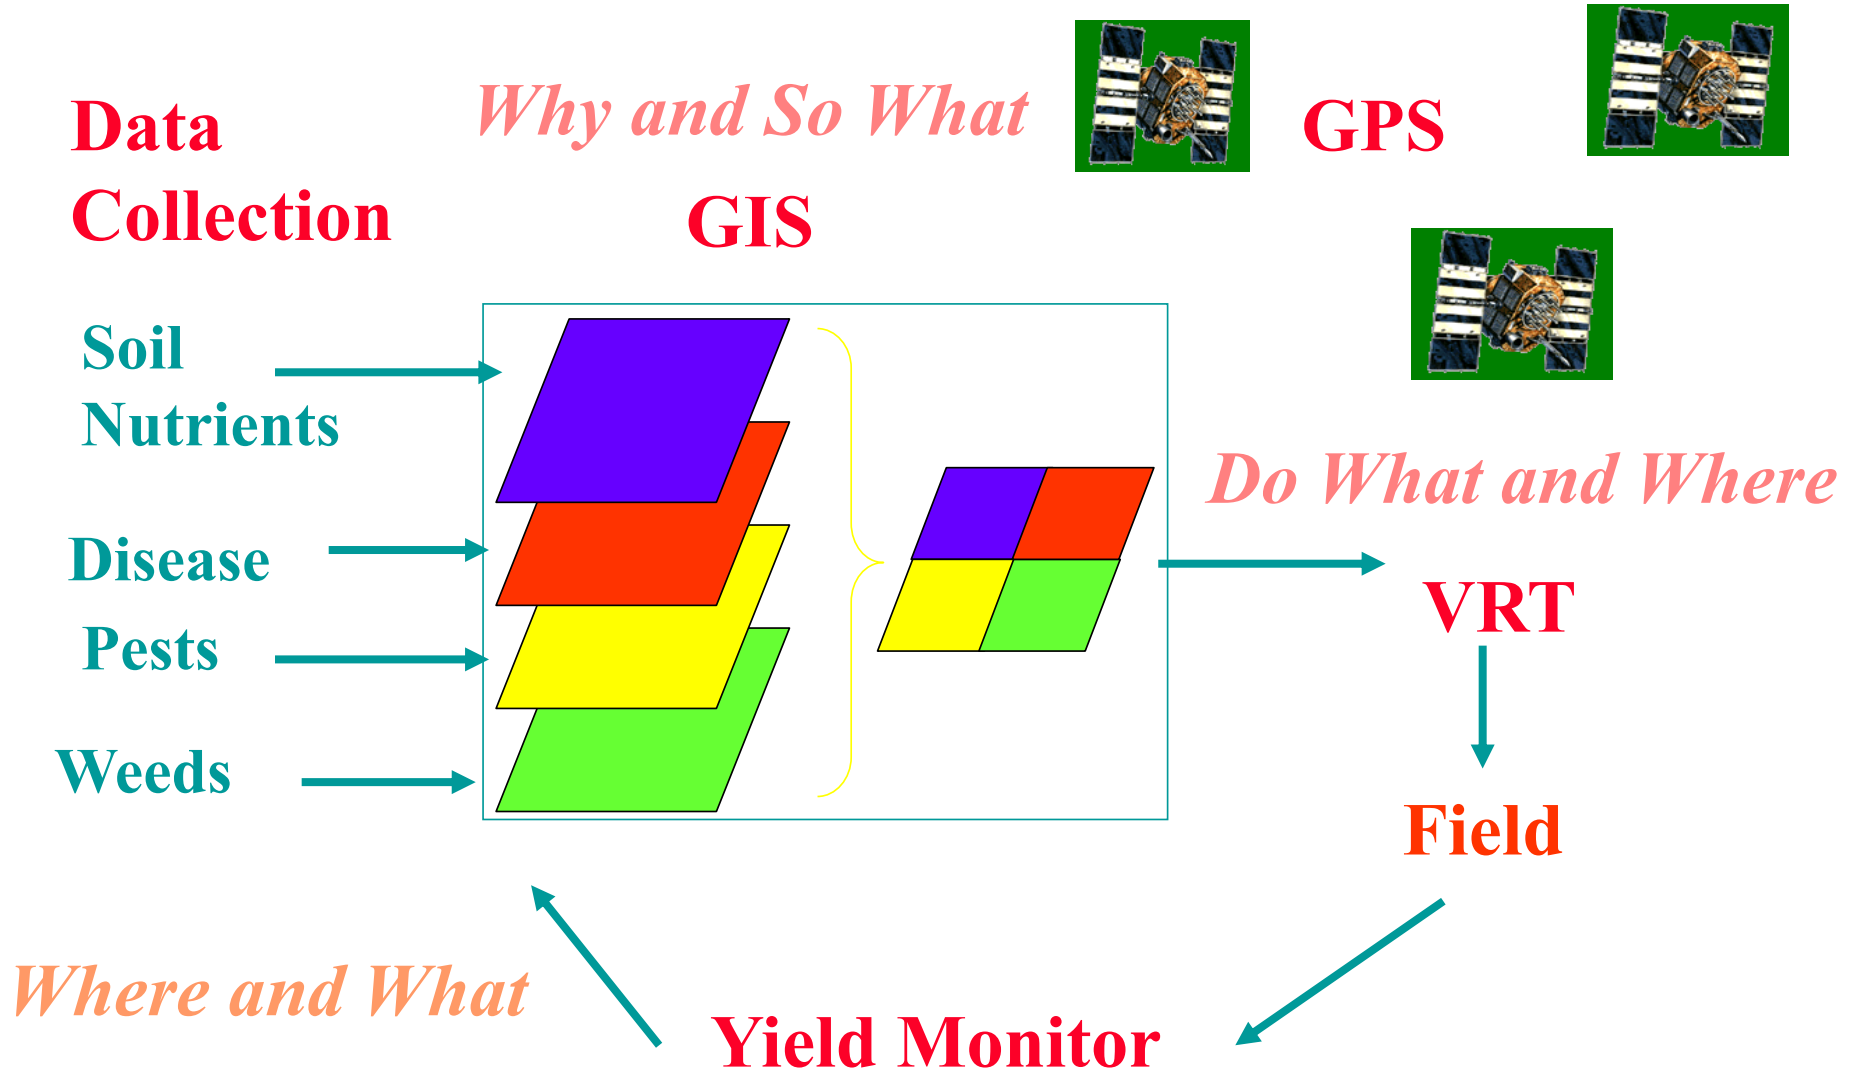 Data
Collection
Why and So What
GIS
GPS
Soil
Nutrients
Disease
Pests
Weeds
Do What and Where
VRT
Field
Where and What
Yield Monitor